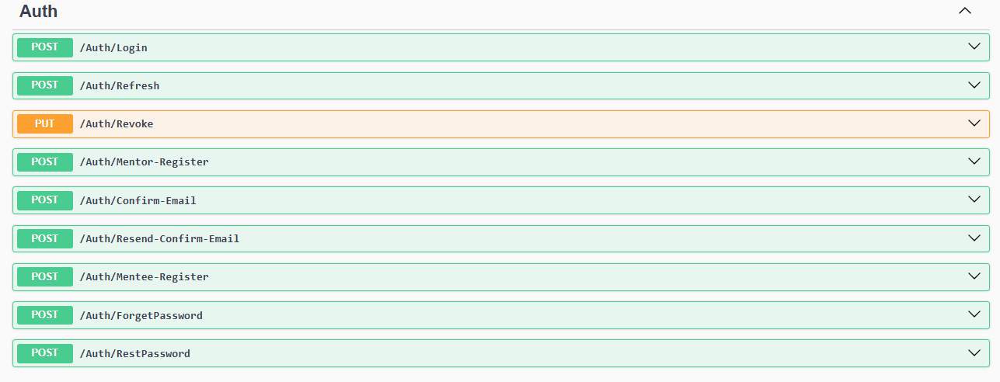 Auth
POST /Auth/Login
POST /Auth/Refresh
PUT /Auth/Revoke
POST /Auth/Mentor-Register
POST /Auth/Confirm-Email
POST /Auth/Resend-Confirm-Email
POST /Auth/Mentee-Register
POST /Auth/ForgetPassword
POST /Auth/RestPassword